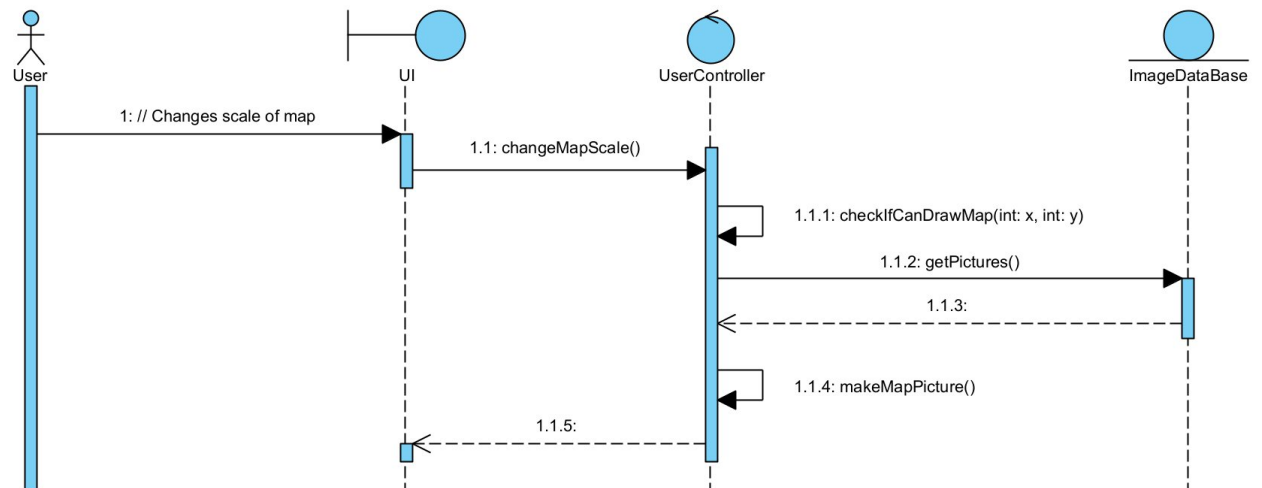 User
UI
UserController
ImageDataBase
1: // Changes scale of map
1.1: changeMapScale()
1.1.1: checkIfCanDrawMap(int: x, int: y)
1.1.2: getPictures()
1.1.3:
1.1.4: makeMapPicture()
1.1.5: